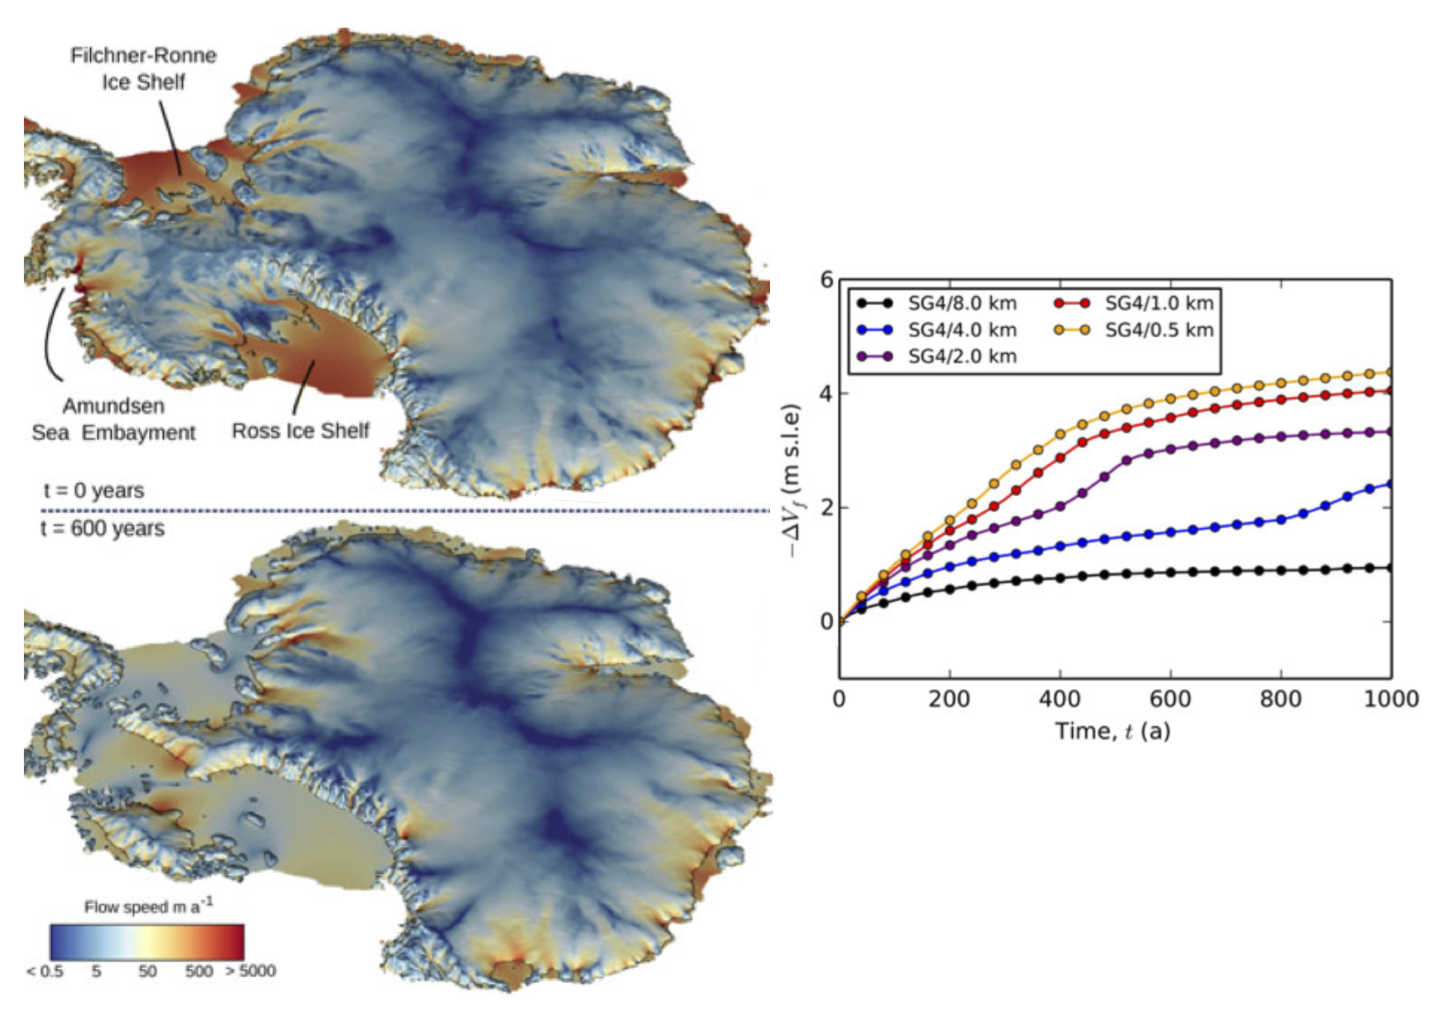 Filchner-Ronne
Ice Shelf
Amundsen
Sea Embayment
Ross Ice Shelf
t = 0 years
t = 600 years
Flow speed m a⁻¹
< 0.5 5 50 500 > 5000
6
4
2
0
−ΔV_f (m s.l.e)
SG4/8.0 km
SG4/4.0 km
SG4/2.0 km
SG4/1.0 km
SG4/0.5 km
0 200 400 600 800 1000
Time, t (a)